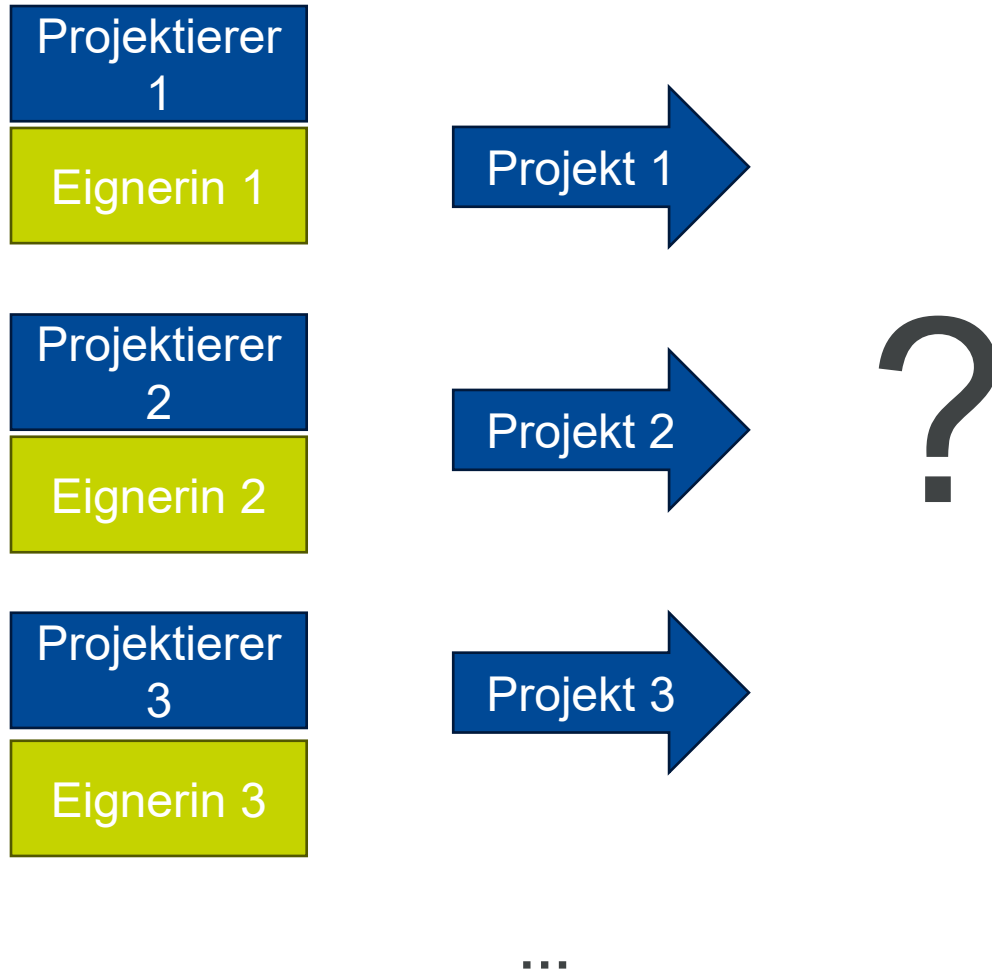 Projektierer
1
Eignerin 1
Projekt 1
Projektierer
2
Eignerin 2
Projekt 2
?
Projektierer
3
Eignerin 3
Projekt 3
...